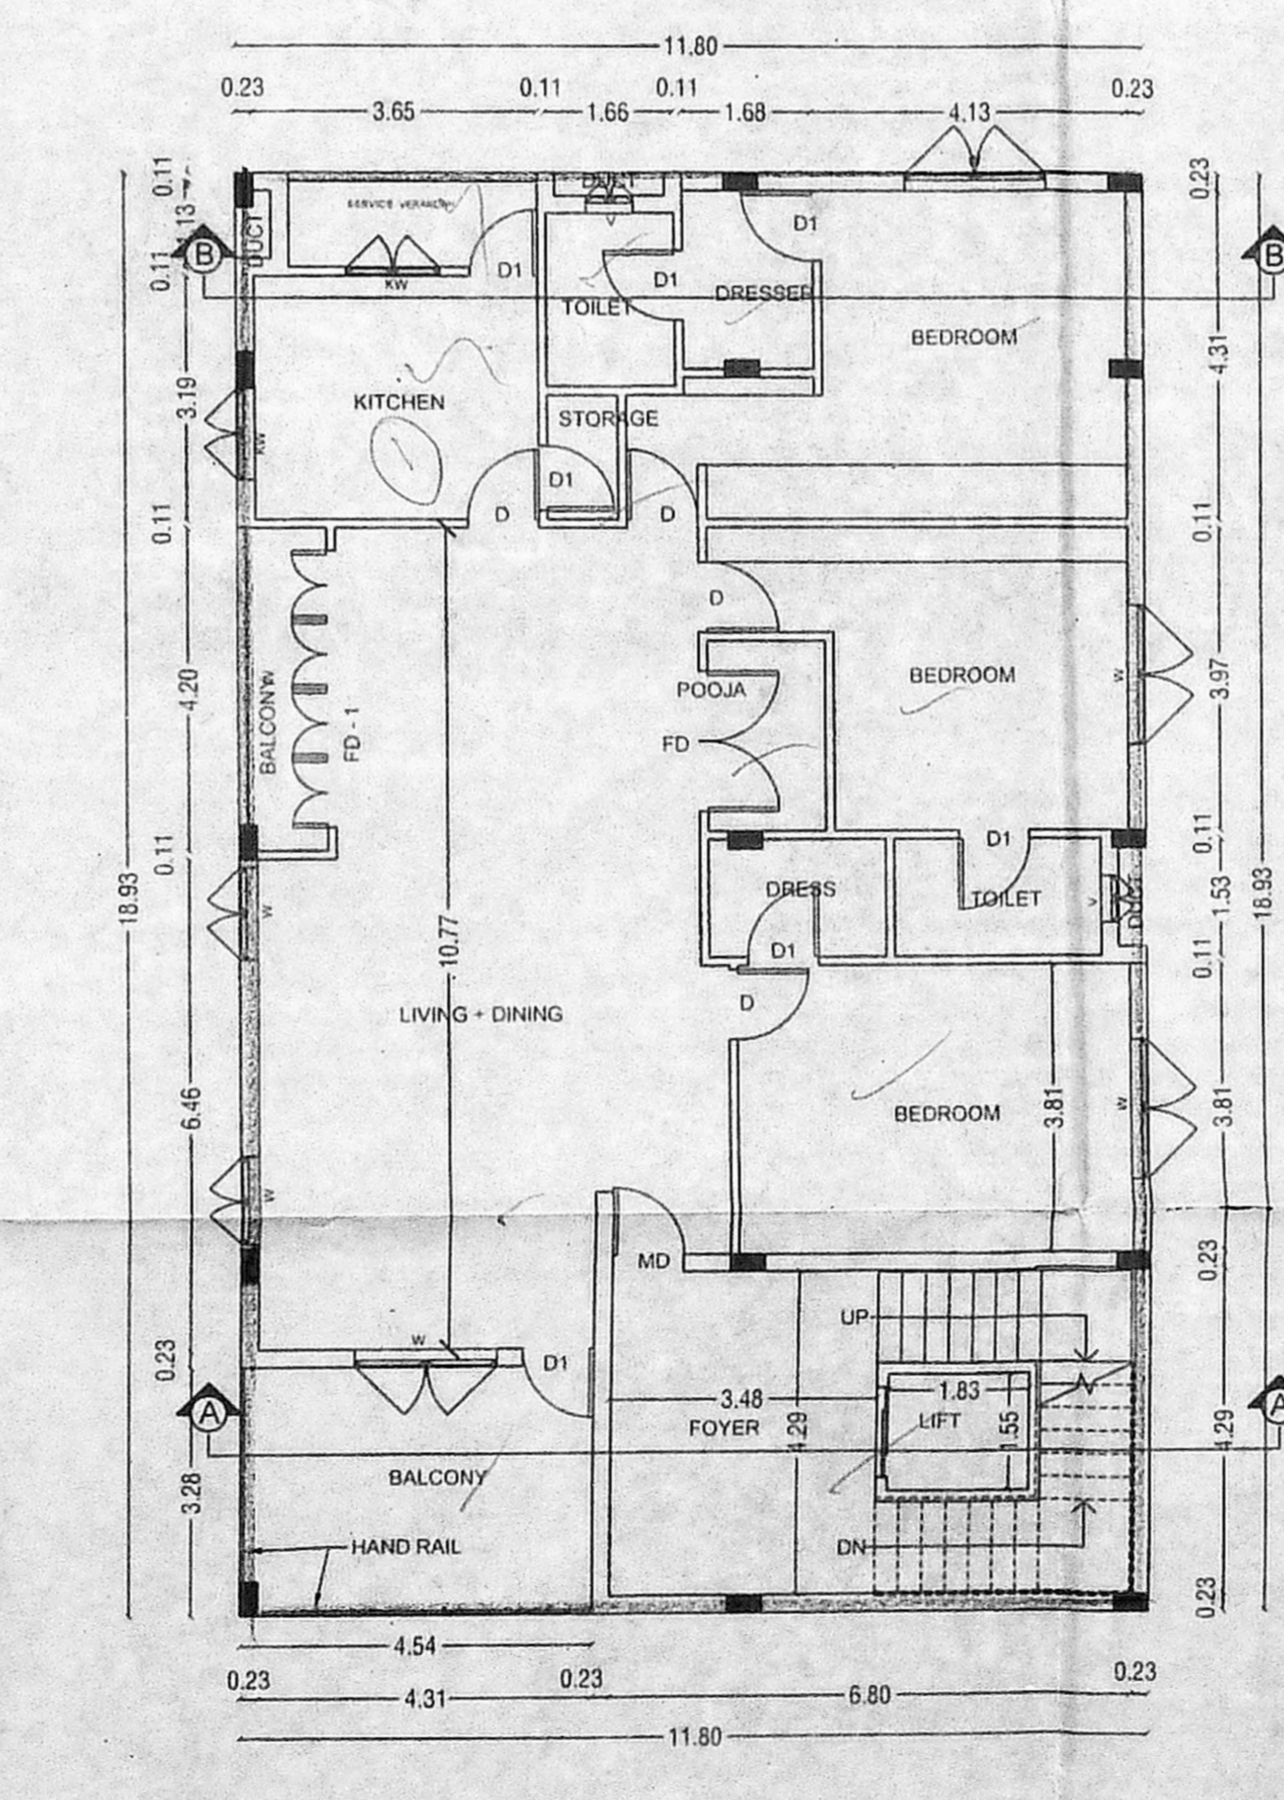 11.80
0.23 0.11 0.11 0.23
3.65 1.66 1.68 4.13
0.11
1.13
0.11
3.19
0.11
4.20
0.11
18.93
6.46
0.23
3.28
B
DUCT
SERVICE VERANDAH
KW
D1
DUCT
V
TOILET
D1
D1
DRESSER
BEDROOM
B
0.23
4.31
KITCHEN
KW
STORAGE
D1
D
D
0.11
BALCONY
W
FD - 1
D
POOJA
FD
BEDROOM
W
3.97
D1
0.11
DRESS
D1
TOILET
V
DUCT
1.53
18.93
0.11
W
10.77
LIVING + DINING
D
BEDROOM
3.81
W
3.81
W
MD
0.23
W
D1
UP
3.48
1.83
FOYER
4.29
LIFT
1.55
4.29
A
A
BALCONY
HAND RAIL
DN
0.23
4.54
0.23 0.23 0.23
4.31 6.80
11.80